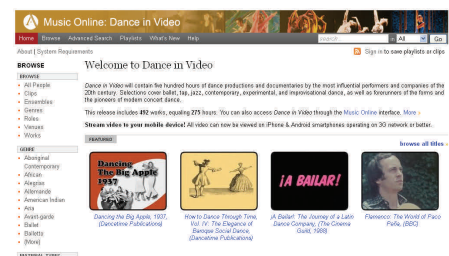 Music Online: Dance in Video
Home Browse Advanced Search Playlists What's New Help
Search All Go
About | System Requirements
Sign in to save playlists or clips
BROWSE
BROWSE
All People
Clips
Ensembles
Genres
Roles
Venues
Works
GENRE
Aboriginal
Contemporary
African
Alegrias
Allemande
American Indian
Aria
Avant-garde
Ballet
Balletto
(More)
Welcome to Dance in Video
Dance in Video will contain five hundred hours of dance productions and documentaries by the most influential performers and companies of the
20th century. Selections cover ballet, tap, jazz, contemporary, experimental, and improvisational dance, as well as forerunners of the forms and
the pioneers of modern concert dance.
This release includes 492 works, equaling 275 hours. You can also access Dance in Video through the Music Online interface. More ›
Stream video to your mobile device! All video can now be viewed on iPhone & Android smartphones operating on 3G network or better.
FEATURED
browse all titles ›
Dancing
The Big Apple
1937
¡A BAILAR!
Dancing the Big Apple, 1937,
(Dancetime Publications)
How to Dance Through Time,
Vol. IV: The Elegance of
Baroque Social Dance,
(Dancetime Publications)
¡A Bailar! The Journey of a Latin
Dance Company, (The Cinema
Guild, 1988)
Flamenco: The World of Paco
Peña, (BBC)